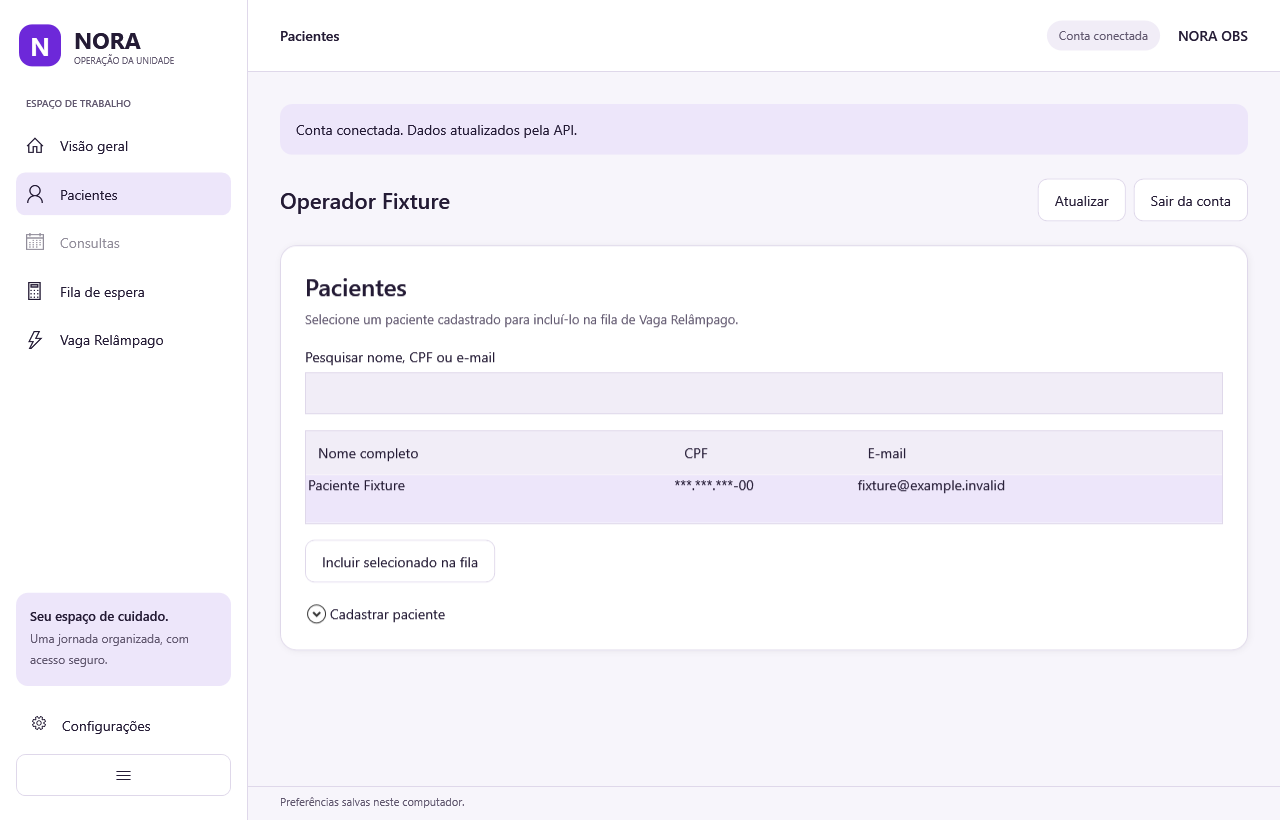 N
NORA
OPERAÇÃO DA UNIDADE
ESPAÇO DE TRABALHO
Visão geral
Pacientes
Consultas
Fila de espera
Vaga Relâmpago
Seu espaço de cuidado.
Uma jornada organizada, com
acesso seguro.
Configurações
Pacientes
Conta conectada
NORA OBS
Conta conectada. Dados atualizados pela API.
Operador Fixture
Atualizar
Sair da conta
Pacientes
Selecione um paciente cadastrado para incluí-lo na fila de Vaga Relâmpago.
Pesquisar nome, CPF ou e-mail
Nome completo CPF E-mail
Paciente Fixture ***.***.***-00 fixture@example.invalid
Incluir selecionado na fila
Cadastrar paciente
Preferências salvas neste computador.